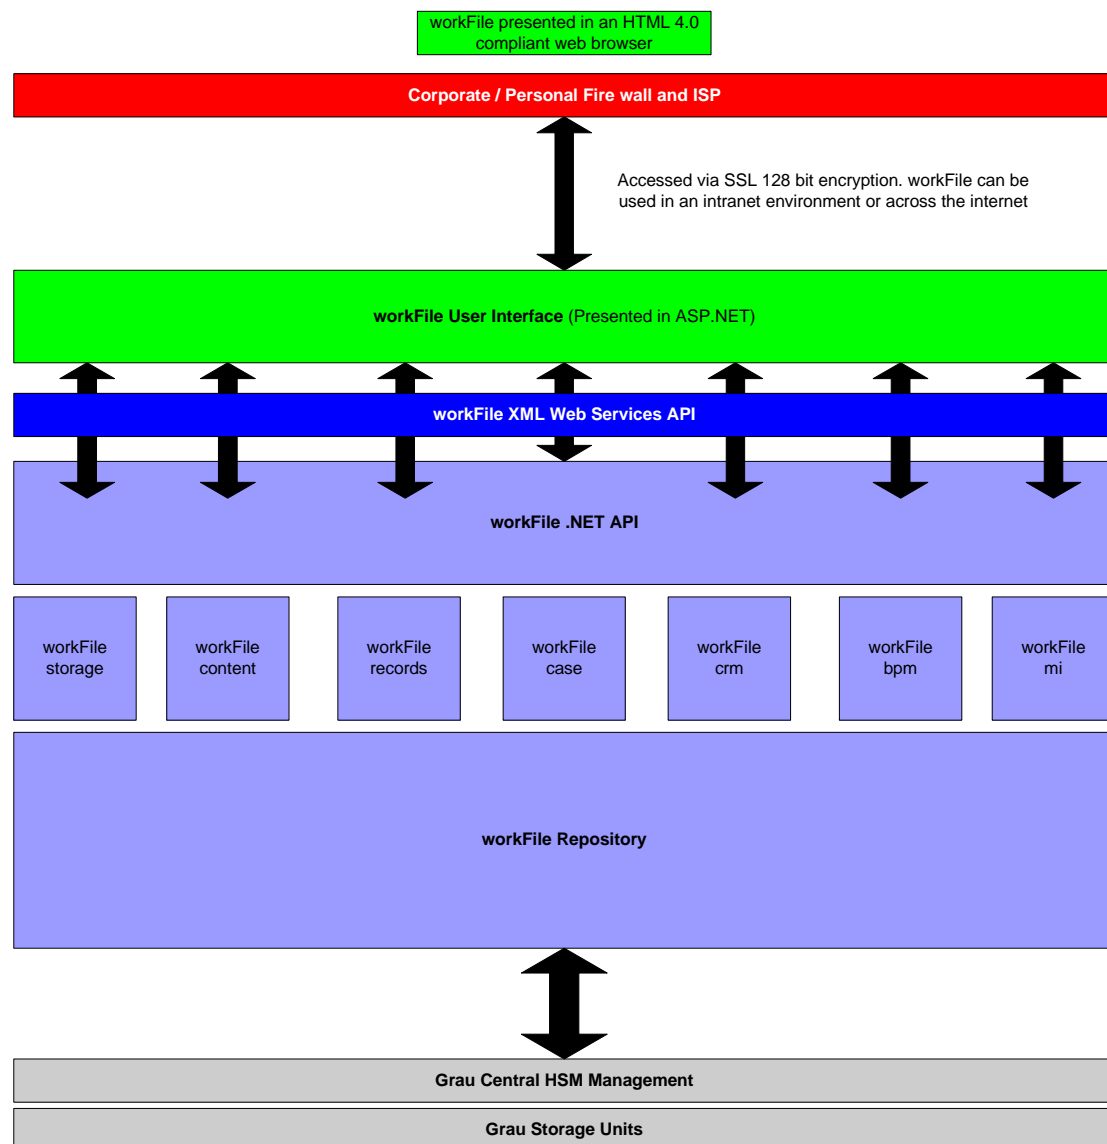 workFile presented in an HTML 4.0
compliant web browser
Corporate / Personal Fire wall and ISP
Accessed via SSL 128 bit encryption. workFile can be
used in an intranet environment or across the internet
workFile User Interface (Presented in ASP.NET)
workFile XML Web Services API
workFile .NET API
workFile
storage
workFile
content
workFile
records
workFile
case
workFile
crm
workFile
bpm
workFile
mi
workFile Repository
Grau Central HSM Management
Grau Storage Units